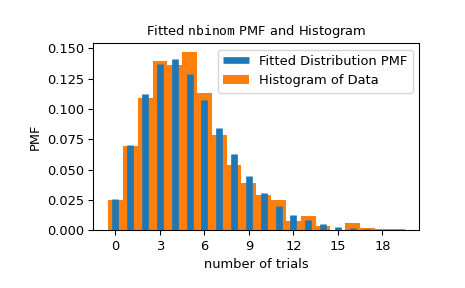 Fitted nbinom PMF and Histogram
0.150
0.125
0.100
0.075
0.050
0.025
0.000
PMF
Fitted Distribution PMF
Histogram of Data
0 3 6 9 12 15 18
number of trials